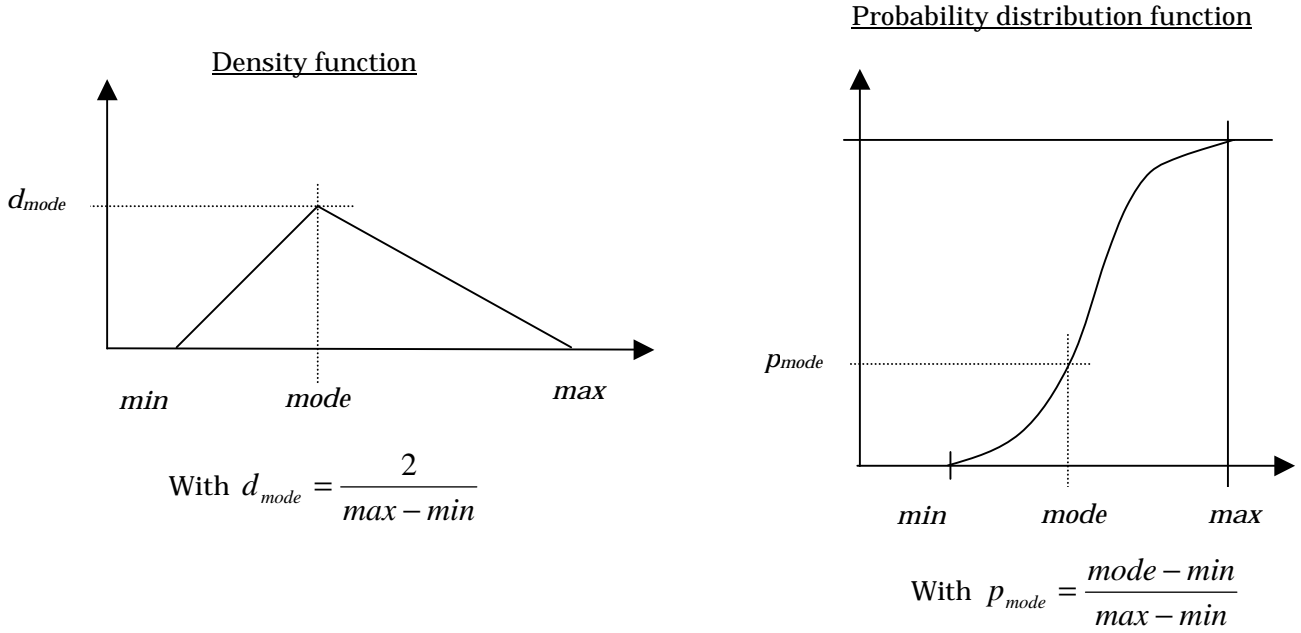 Density function
d_mode
min mode max
With d_mode = 2 / (max − min)
Probability distribution function
p_mode
min mode max
With p_mode = (mode − min) / (max − min)